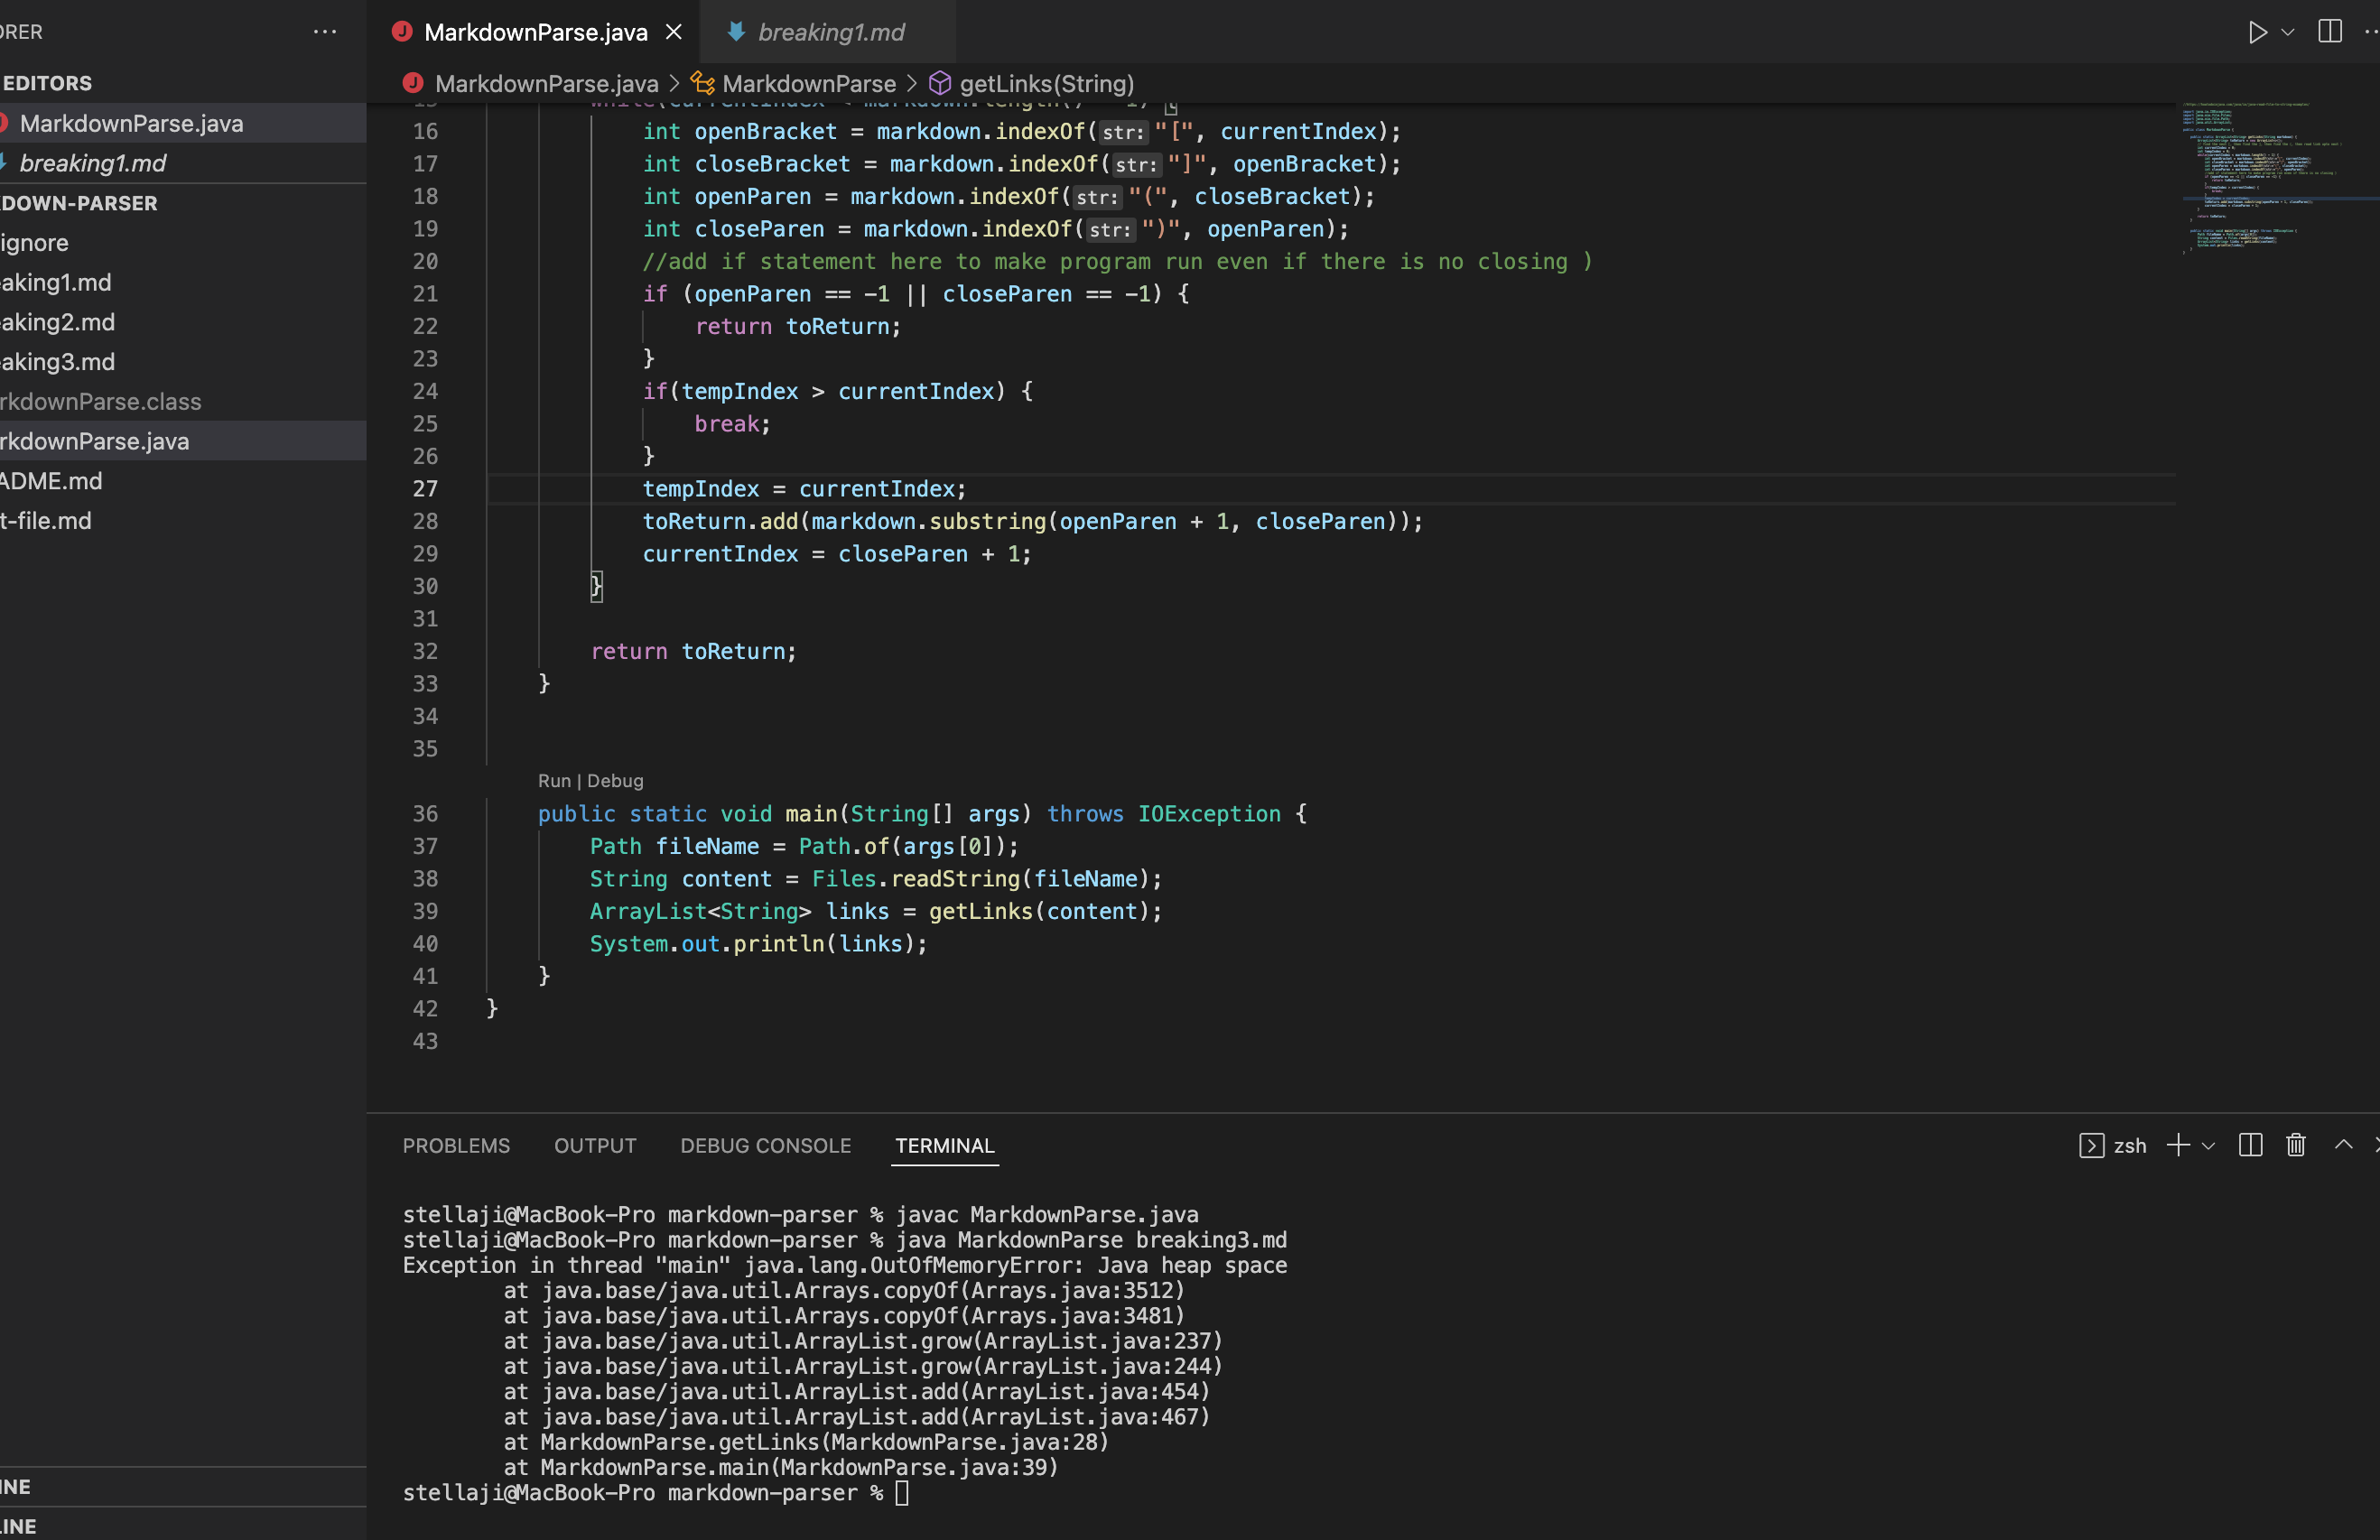 ORER
MarkdownParse.java
breaking1.md
MarkdownParse.java > MarkdownParse > getLinks(String)
EDITORS
MarkdownParse.java
breaking1.md
KDOWN-PARSER
ignore
eaking1.md
eaking2.md
eaking3.md
rkdownParse.class
rkdownParse.java
ADME.md
t-file.md
INE
LINE
16 int openBracket = markdown.indexOf(str: "[", currentIndex);
17 int closeBracket = markdown.indexOf(str: "]", openBracket);
18 int openParen = markdown.indexOf(str: "(", closeBracket);
19 int closeParen = markdown.indexOf(str: ")", openParen);
20 //add if statement here to make program run even if there is no closing )
21 if (openParen == -1 || closeParen == -1) {
22 return toReturn;
23 }
24 if(tempIndex > currentIndex) {
25 break;
26 }
27 tempIndex = currentIndex;
28 toReturn.add(markdown.substring(openParen + 1, closeParen));
29 currentIndex = closeParen + 1;
30 }
31
32 return toReturn;
33 }
34
35
Run | Debug
36 public static void main(String[] args) throws IOException {
37 Path fileName = Path.of(args[0]);
38 String content = Files.readString(fileName);
39 ArrayList<String> links = getLinks(content);
40 System.out.println(links);
41 }
42 }
43
PROBLEMS OUTPUT DEBUG CONSOLE TERMINAL
zsh
stellaji@MacBook-Pro markdown-parser % javac MarkdownParse.java
stellaji@MacBook-Pro markdown-parser % java MarkdownParse breaking3.md
Exception in thread "main" java.lang.OutOfMemoryError: Java heap space
at java.base/java.util.Arrays.copyOf(Arrays.java:3512)
at java.base/java.util.Arrays.copyOf(Arrays.java:3481)
at java.base/java.util.ArrayList.grow(ArrayList.java:237)
at java.base/java.util.ArrayList.grow(ArrayList.java:244)
at java.base/java.util.ArrayList.add(ArrayList.java:454)
at java.base/java.util.ArrayList.add(ArrayList.java:467)
at MarkdownParse.getLinks(MarkdownParse.java:28)
at MarkdownParse.main(MarkdownParse.java:39)
stellaji@MacBook-Pro markdown-parser %